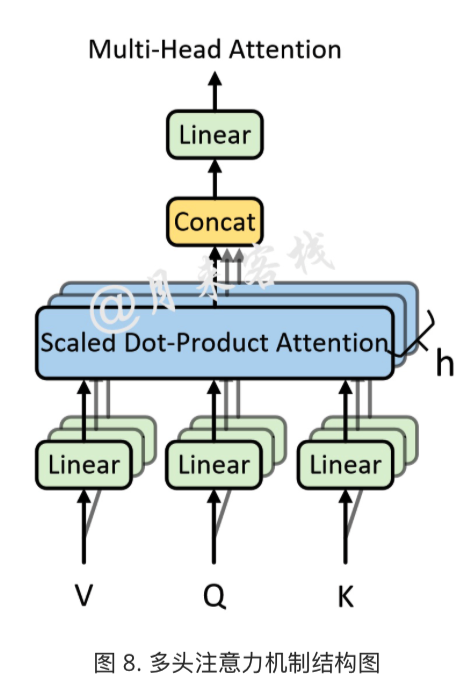 Multi-Head Attention
Linear
Concat
@月来客栈
Scaled Dot-Product Attention
h
Linear Linear Linear
V Q K
图 8. 多头注意力机制结构图